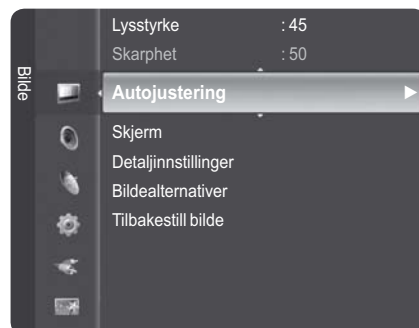 Bilde
Lysstyrke : 45
Skarphet : 50
Autojustering
Skjerm
Detaljinnstillinger
Bildealternativer
Tilbakestill bilde